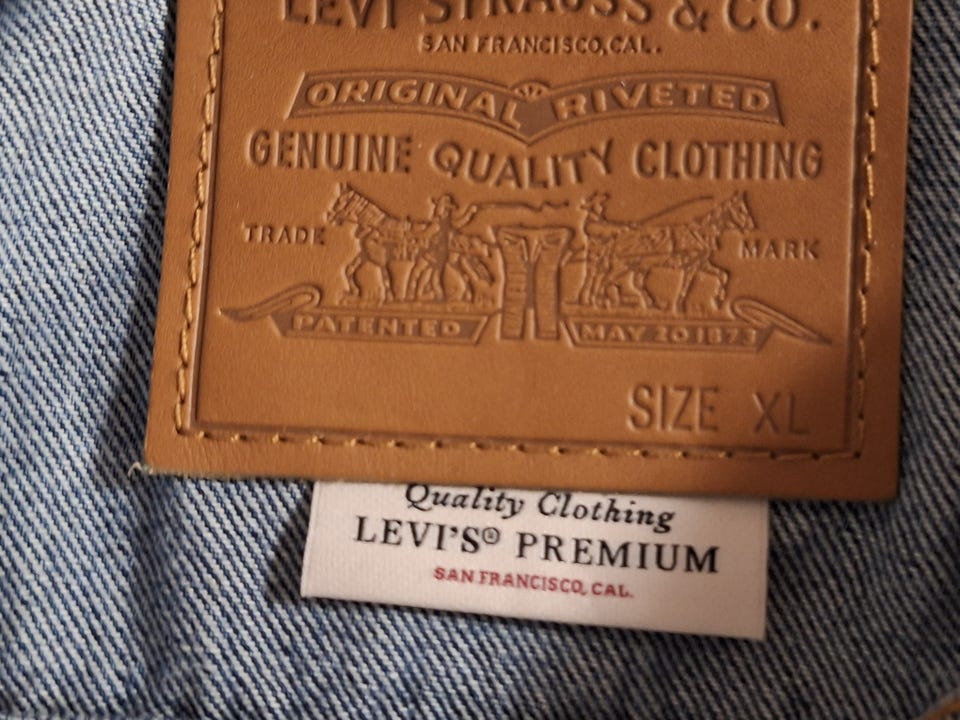 LEVI STRAUSS & CO.
SAN FRANCISCO, CAL.
ORIGINAL RIVETED
GENUINE QUALITY CLOTHING
TRADE MARK
PATENTED MAY 20 1873
SIZE XL
Quality Clothing
LEVI'S® PREMIUM
SAN FRANCISCO, CAL.